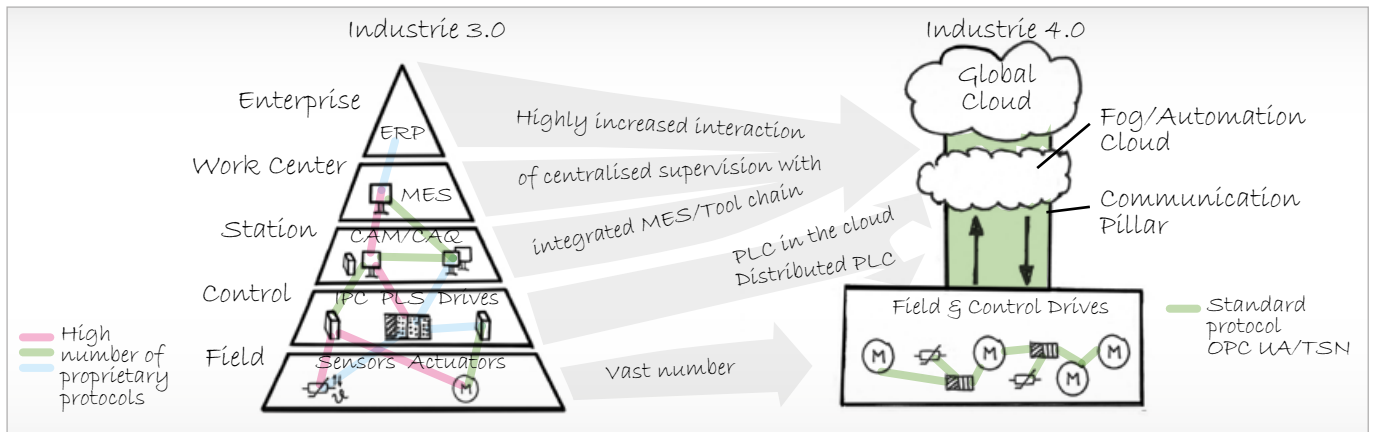 Industrie 3.0
Enterprise
ERP
Work Center
MES
Station
CAM/CAQ
Control
IPC PLS Drives
Field
Sensors Actuators
ϑ
M
High
number of
proprietary
protocols
Highly increased interaction
of centralised supervision with
integrated MES/Tool chain
PLC in the cloud
Distributed PLC
Vast number
Industrie 4.0
Global
Cloud
Fog/Automation
Cloud
Communication
Pillar
Field & Control Drives
M
M
M
M
Standard
protocol
OPC UA/TSN